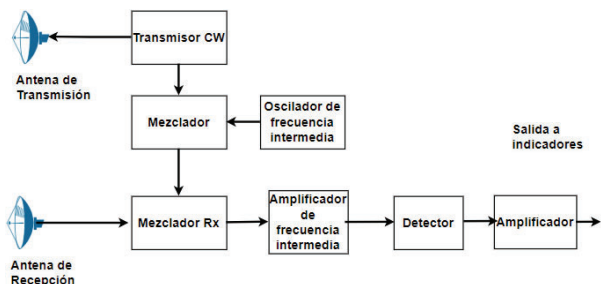 Transmisor CW
Antena de
Transmisión
Mezclador
Oscilador de
frecuencia
intermedia
Salida a
indicadores
Mezclador Rx
Amplificador
de
frecuencia
intermedia
Detector
Amplificador
Antena de
Recepción